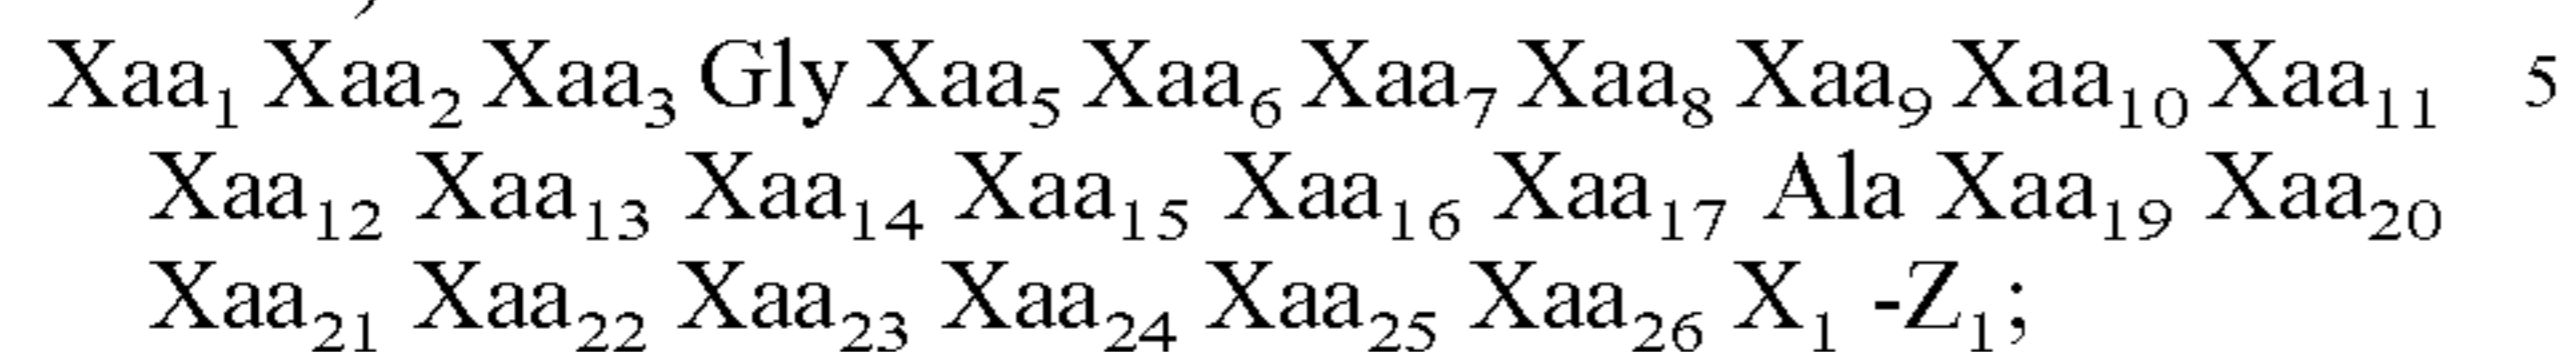 Xaa₁ Xaa₂ Xaa₃ Gly Xaa₅ Xaa₆ Xaa₇ Xaa₈ Xaa₉ Xaa₁₀ Xaa₁₁ 5
Xaa₁₂ Xaa₁₃ Xaa₁₄ Xaa₁₅ Xaa₁₆ Xaa₁₇ Ala Xaa₁₉ Xaa₂₀
Xaa₂₁ Xaa₂₂ Xaa₂₃ Xaa₂₄ Xaa₂₅ Xaa₂₆ X₁ -Z₁;